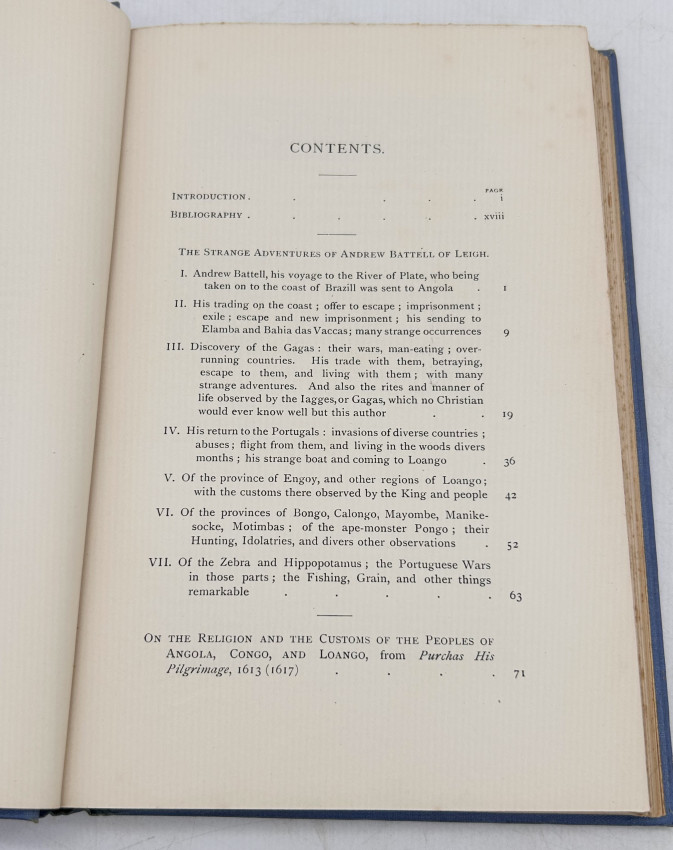 CONTENTS.
PAGE
INTRODUCTION . . . . . i
BIBLIOGRAPHY . . . . . . xviii
THE STRANGE ADVENTURES OF ANDREW BATTELL OF LEIGH.
I. Andrew Battell, his voyage to the River of Plate, who being
taken on to the coast of Brazill was sent to Angola . 1
II. His trading on the coast ; offer to escape ; imprisonment ;
exile ; escape and new imprisonment ; his sending to
Elamba and Bahia das Vaccas; many strange occurrences 9
III. Discovery of the Gagas : their wars, man-eating ; over-
running countries. His trade with them, betraying,
escape to them, and living with them ; with many
strange adventures. And also the rites and manner of
life observed by the Iagges, or Gagas, which no Christian
would ever know well but this author . . 19
IV. His return to the Portugals : invasions of diverse countries ;
abuses ; flight from them, and living in the woods divers
months ; his strange boat and coming to Loango . 36
V. Of the province of Engoy, and other regions of Loango ;
with the customs there observed by the King and people 42
VI. Of the provinces of Bongo, Calongo, Mayombe, Manike-
socke, Motimbas ; of the ape-monster Pongo ; their
Hunting, Idolatries, and divers other observations . 52
VII. Of the Zebra and Hippopotamus ; the Portuguese Wars
in those parts ; the Fishing, Grain, and other things
remarkable . . . . . 63
ON THE RELIGION AND THE CUSTOMS OF THE PEOPLES OF
ANGOLA, CONGO, AND LOANGO, from Purchas His
Pilgrimage, 1613 (1617) . . . . 71